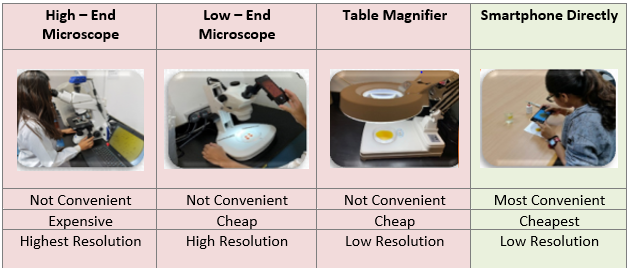 High – End
Microscope
Low – End
Microscope
Table Magnifier
Smartphone Directly
Not Convenient
Not Convenient
Not Convenient
Most Convenient
Expensive
Cheap
Cheap
Cheapest
Highest Resolution
High Resolution
Low Resolution
Low Resolution